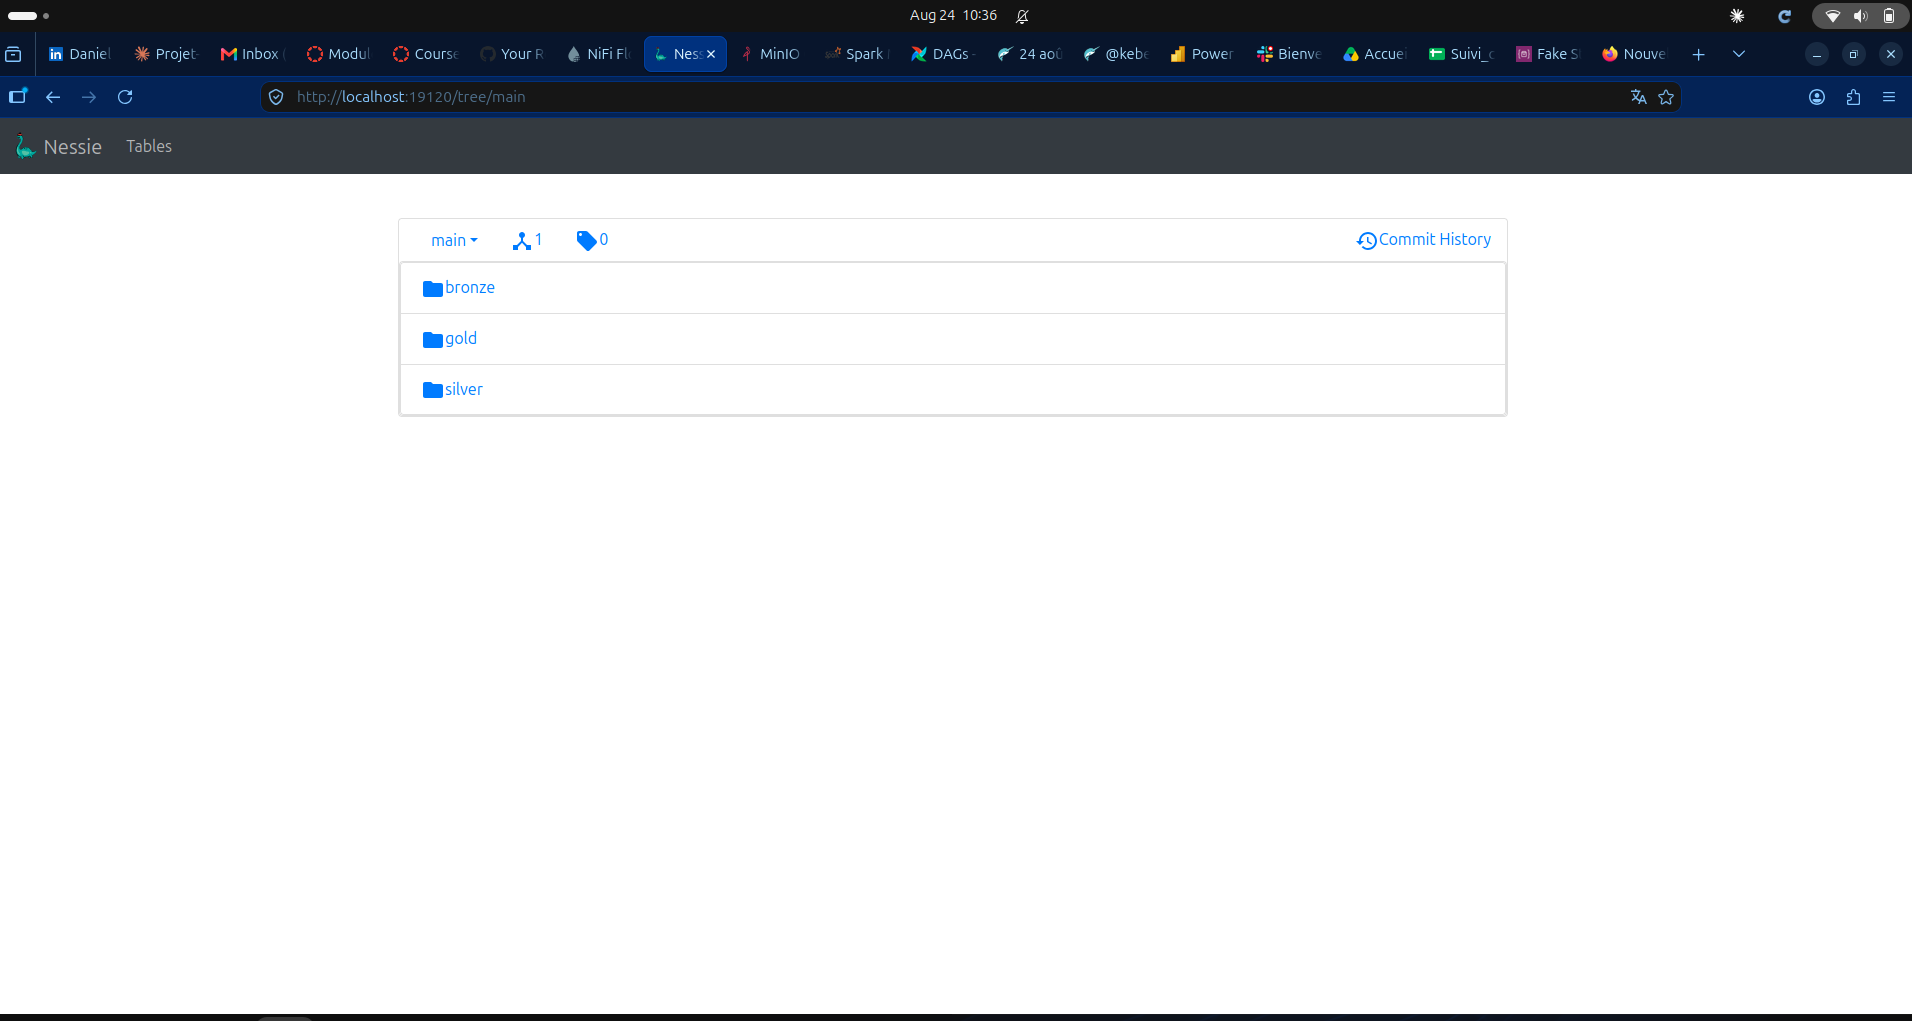 Aug 24 10:36
Daniel Projet- Inbox ( Modul Course Your R NiFi Fl Ness MinIO Spark DAGs - 24 aoû @kebe Power Bienve Accuei Suivi_c Fake S Nouve
http://localhost:19120/tree/main
Nessie Tables
main 1 0 Commit History
bronze
gold
silver